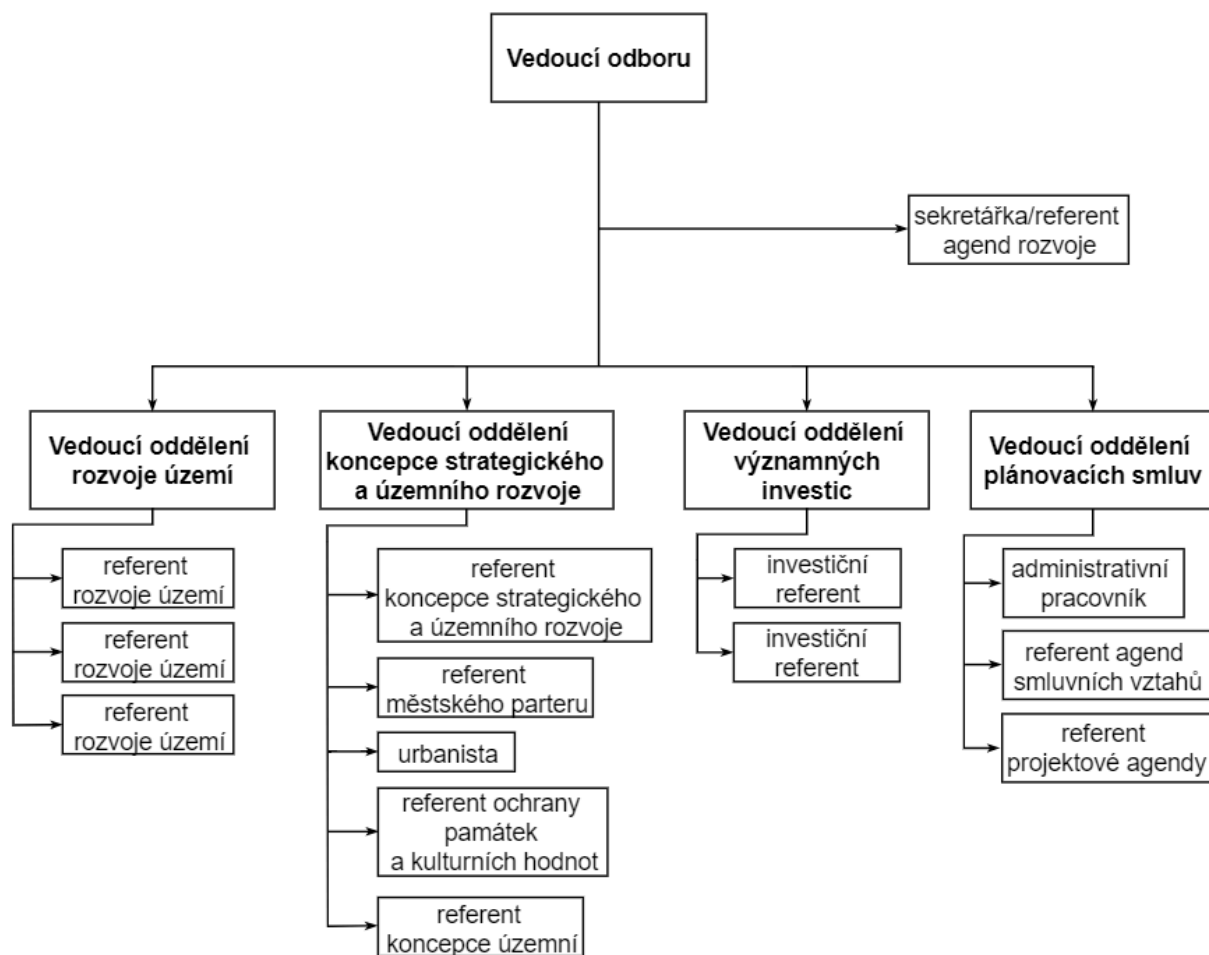 Vedoucí odboru
sekretářka/referent
agend rozvoje
Vedoucí oddělení
rozvoje území
referent
rozvoje území
referent
rozvoje území
referent
rozvoje území
Vedoucí oddělení
koncepce strategického
a územního rozvoje
referent
koncepce strategického
a územního rozvoje
referent
městského parteru
urbanista
referent ochrany
památek
a kulturních hodnot
referent
koncepce územní
Vedoucí oddělení
významných
investic
investiční
referent
investiční
referent
Vedoucí oddělení
plánovacích smluv
administrativní
pracovník
referent agend
smluvních vztahů
referent
projektové agendy